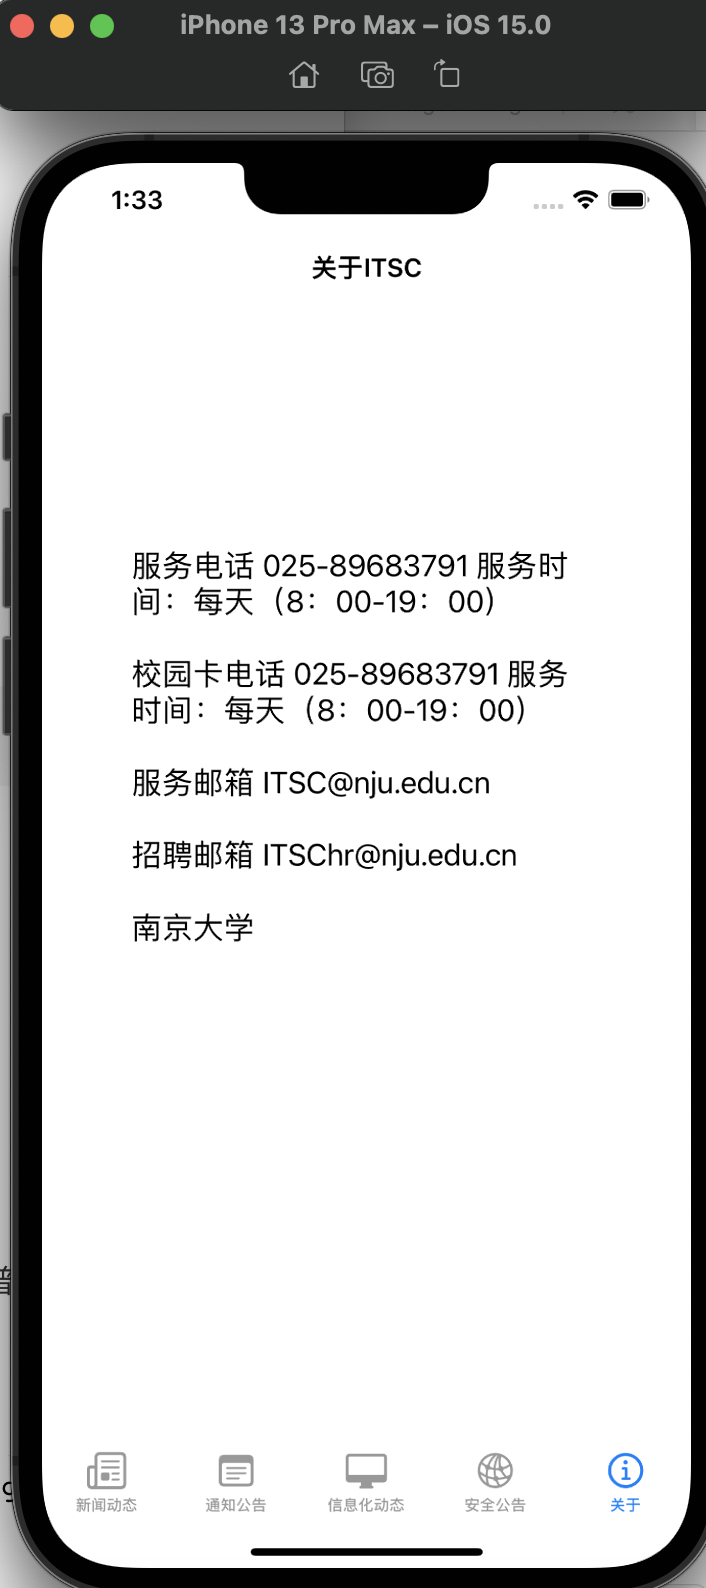 iPhone 13 Pro Max – iOS 15.0
1:33
关于ITSC
服务电话 025-89683791 服务时
间：每天（8：00-19：00）
校园卡电话 025-89683791 服务
时间：每天（8：00-19：00）
服务邮箱 ITSC@nju.edu.cn
招聘邮箱 ITSChr@nju.edu.cn
南京大学
新闻动态
通知公告
信息化动态
安全公告
关于